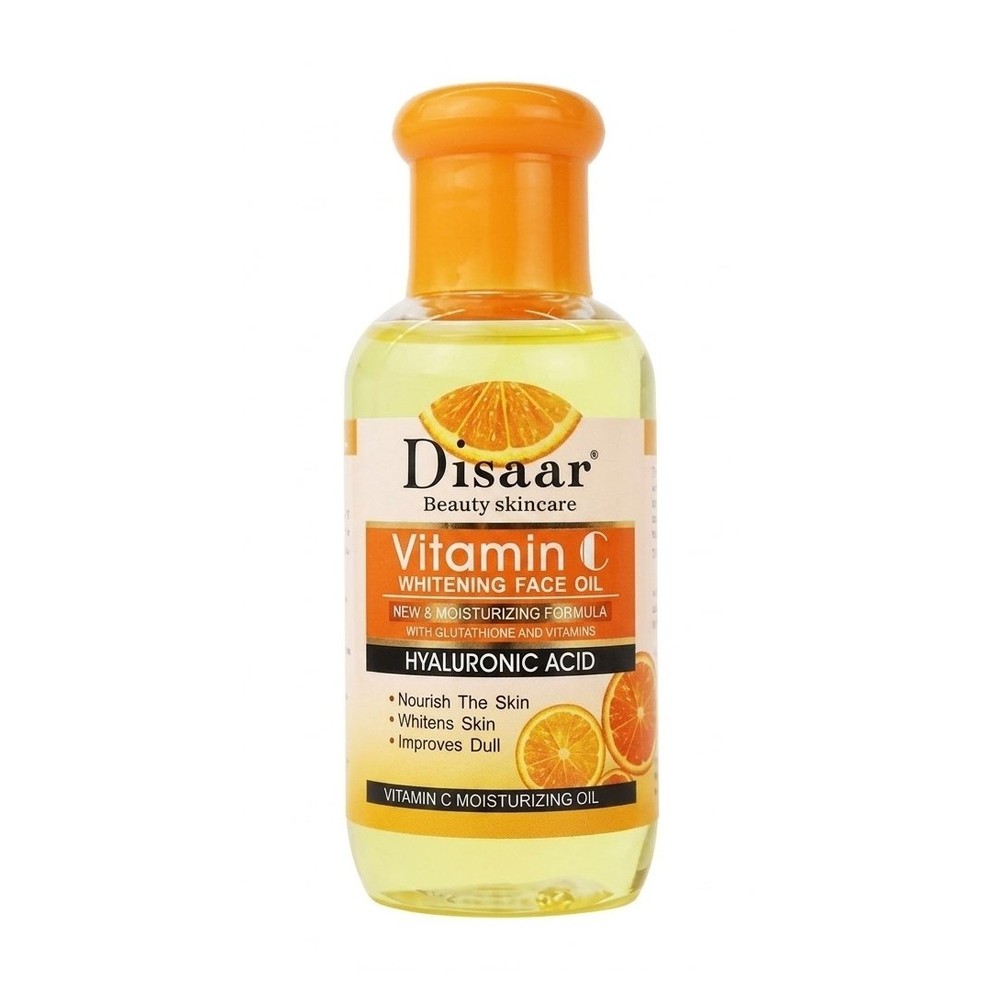 Disaar®
Beauty skincare
Vitamin C
WHITENING FACE OIL
NEW & MOISTURIZING FORMULA
WITH GLUTATHIONE AND VITAMINS
HYALURONIC ACID
• Nourish The Skin
• Whitens Skin
• Improves Dull
VITAMIN C MOISTURIZING OIL